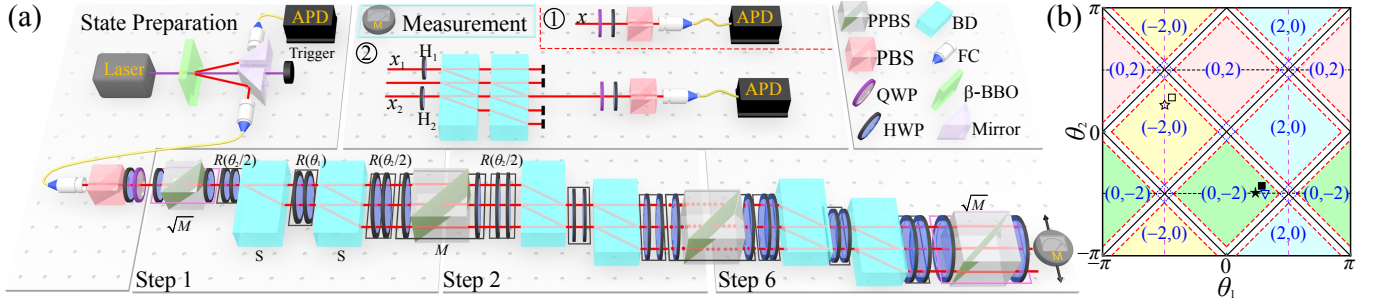 (a)
State Preparation
Laser
APD
Trigger
M
Measurement
①
x
APD
②
x₁
H₁
x₂
H₂
APD
PPBS
BD
PBS
FC
QWP
β-BBO
HWP
Mirror
√M
R(θ₂/2)
R(θ₁)
R(θ₂/2)
R(θ₂/2)
√M
S
S
M
M
Step 1
Step 2
Step 6
(b)
π
(−2,0)
(2,0)
(0,2)
(0,2)
(0,2)
(−2,0)
(2,0)
θ₂
0
(0,−2)
(0,−2)
(0,−2)
(−2,0)
(2,0)
−π
−π
0
π
θ₁